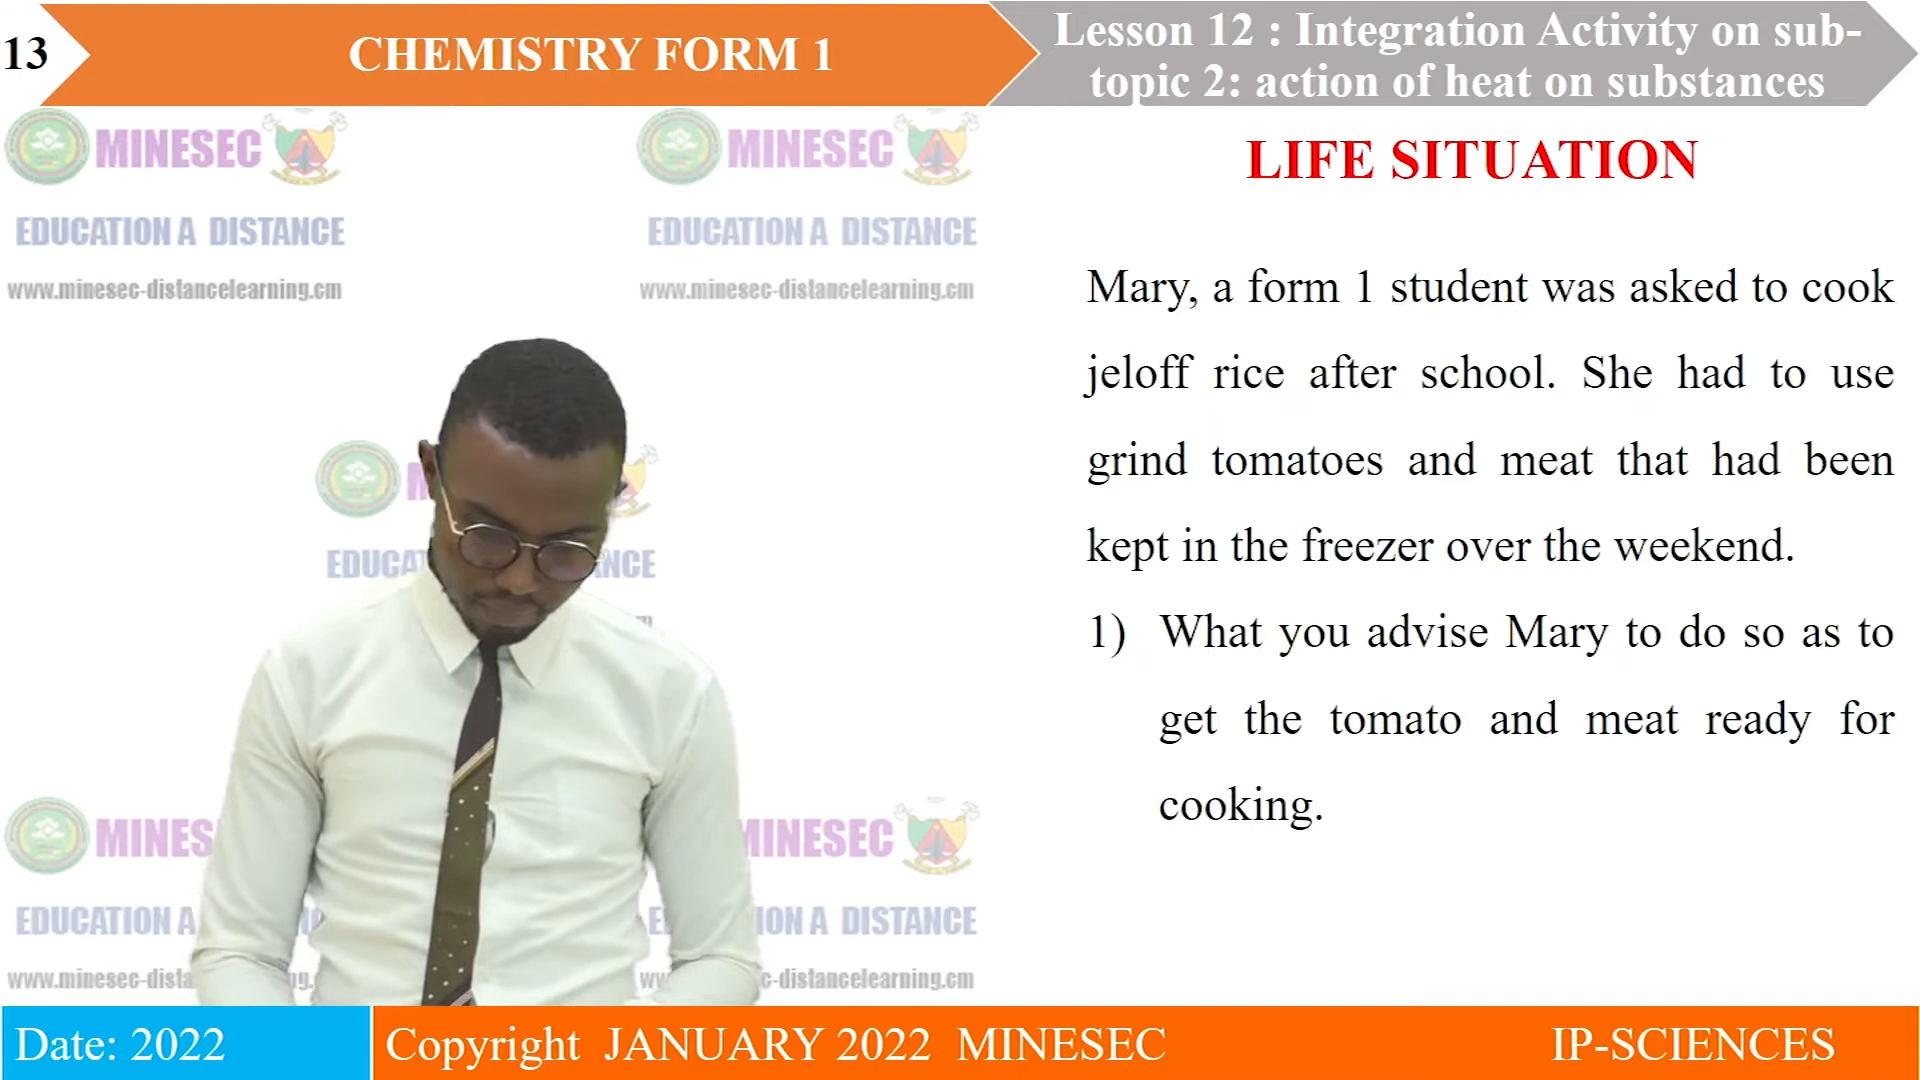 13
CHEMISTRY FORM 1
Lesson 12 : Integration Activity on sub-
topic 2: action of heat on substances
MINESEC
EDUCATION A DISTANCE
www.minesec-distancelearning.cm
MINESEC
EDUCATION A DISTANCE
www.minesec-distancelearning.cm
LIFE SITUATION
Mary, a form 1 student was asked to cook
jeloff rice after school. She had to use
grind tomatoes and meat that had been
kept in the freezer over the weekend.
1) What you advise Mary to do so as to
get the tomato and meat ready for
cooking.
MINESEC
EDUCATION A DISTANCE
Date: 2022
Copyright JANUARY 2022 MINESEC
IP-SCIENCES